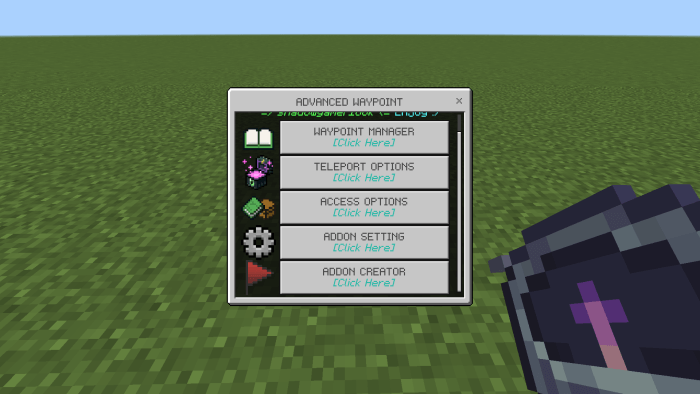 ADVANCED WAYPOINT
Enjoy :)
WAYPOINT MANAGER
[Click Here]
TELEPORT OPTIONS
[Click Here]
ACCESS OPTIONS
[Click Here]
ADDON SETTING
[Click Here]
ADDON CREATOR
[Click Here]